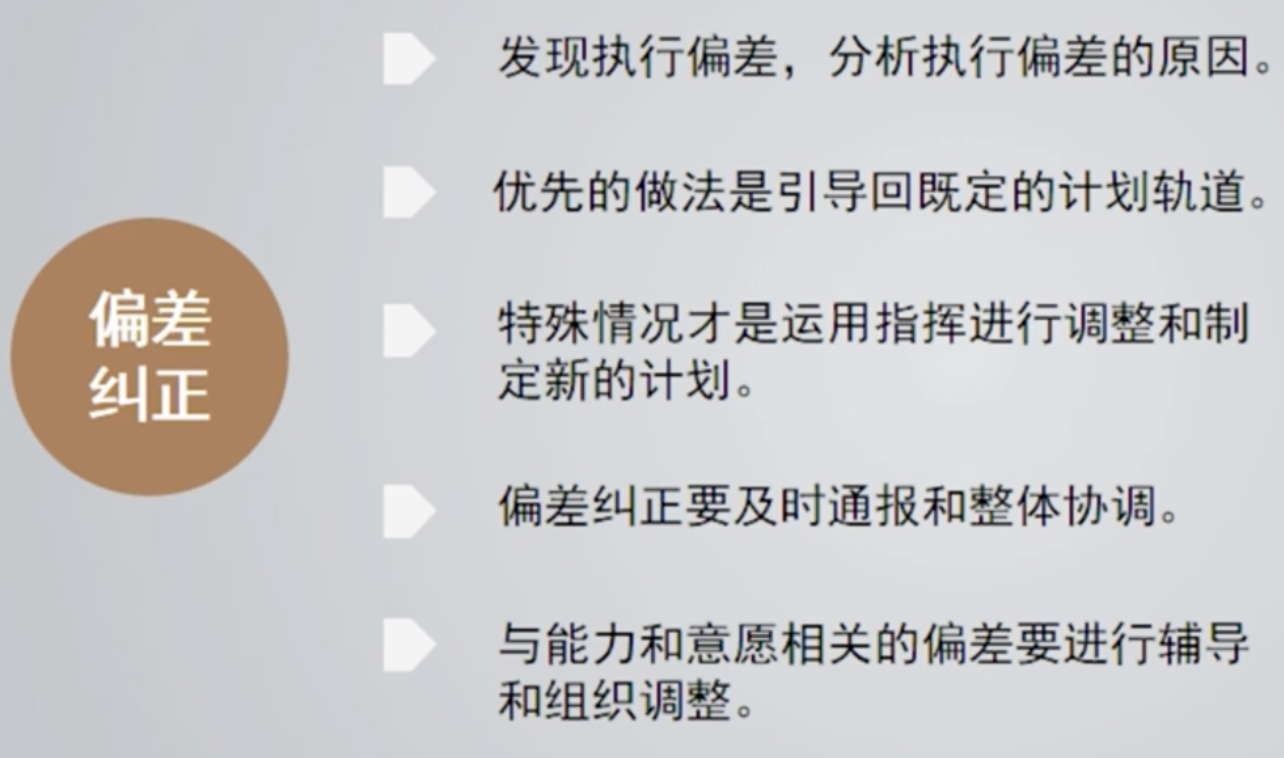 发现执行偏差，分析执行偏差的原因。
优先的做法是引导回既定的计划轨道。
偏差
纠正
特殊情况才是运用指挥进行调整和制
定新的计划。
偏差纠正要及时通报和整体协调。
与能力和意愿相关的偏差要进行辅导
和组织调整。